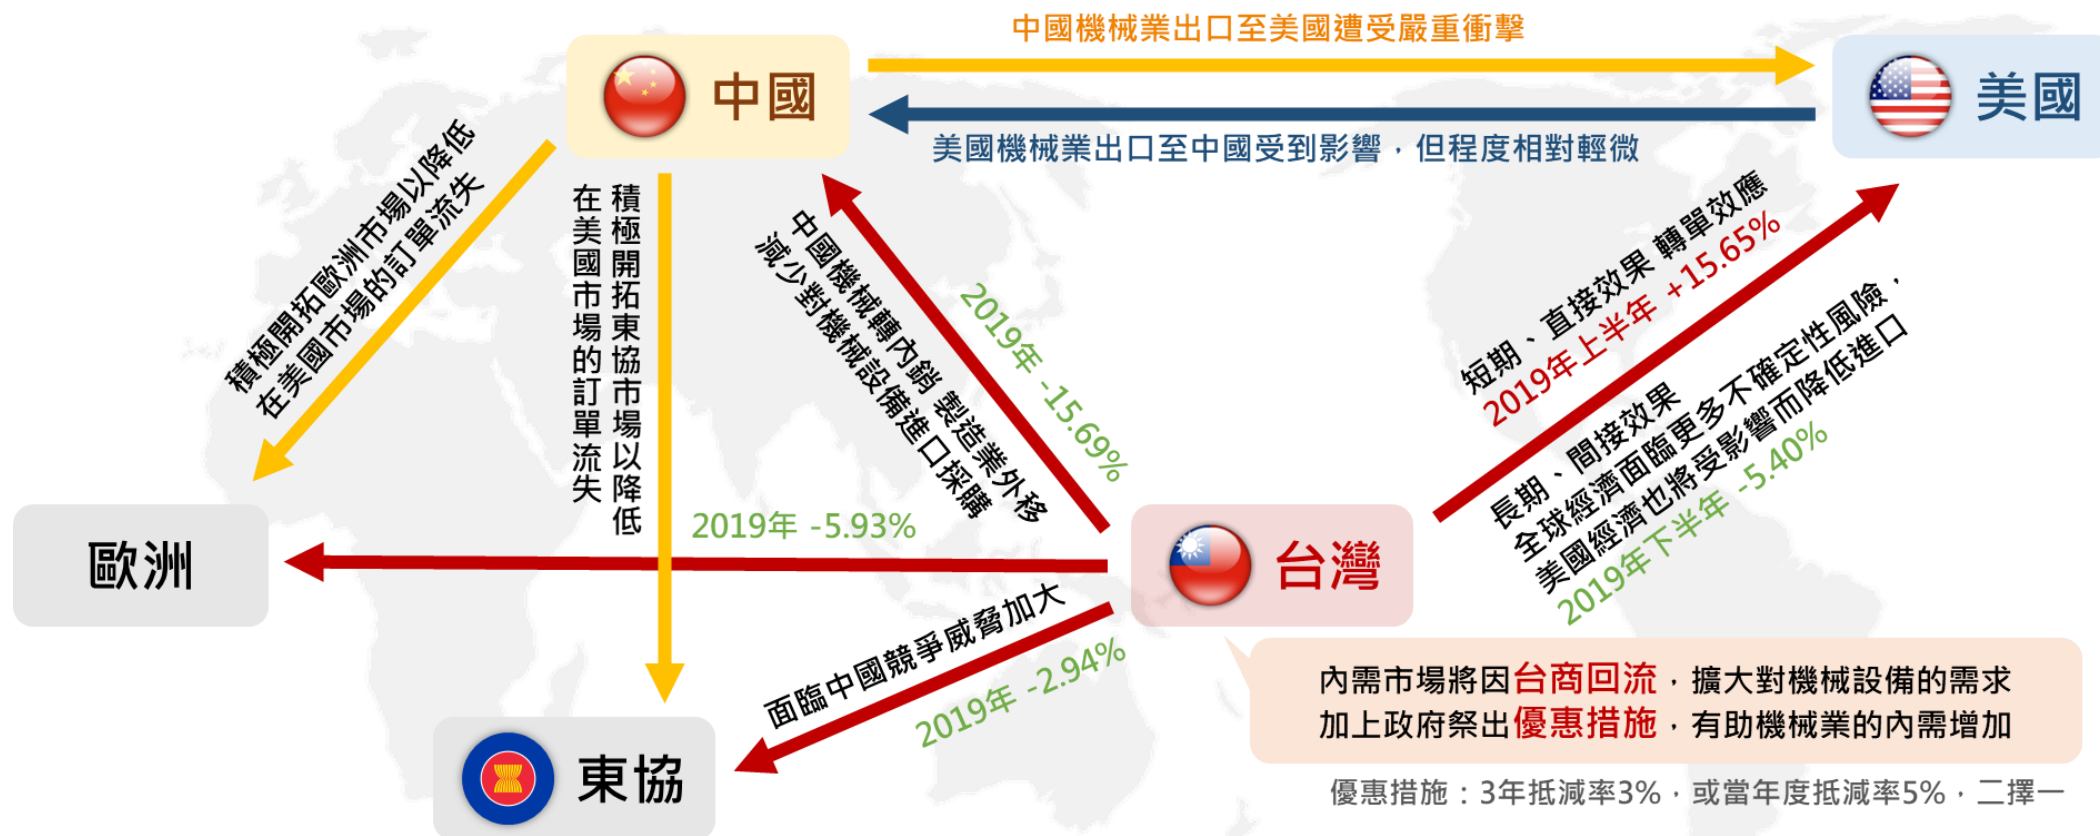 中國機械業出口至美國遭受嚴重衝擊
中國
美國
美國機械業出口至中國受到影響，但程度相對輕微
積極開拓歐洲市場以降低
在美國市場的訂單流失
積極開拓東協市場以降低
在美國市場的訂單流失
中國機械轉內銷 製造業外移
減少對機械設備進口採購
2019年 -15.69%
短期、直接效果 轉單效應
2019年上半年 +15.65%
長期、間接效果
全球經濟面臨更多不確定性風險，
美國經濟也將受影響而降低進口
2019年下半年 -5.40%
歐洲
2019年 -5.93%
台灣
面臨中國競爭威脅加大
2019年 -2.94%
東協
內需市場將因台商回流，擴大對機械設備的需求
加上政府祭出優惠措施，有助機械業的內需增加
優惠措施：3年抵減率3%，或當年度抵減率5%，二擇一